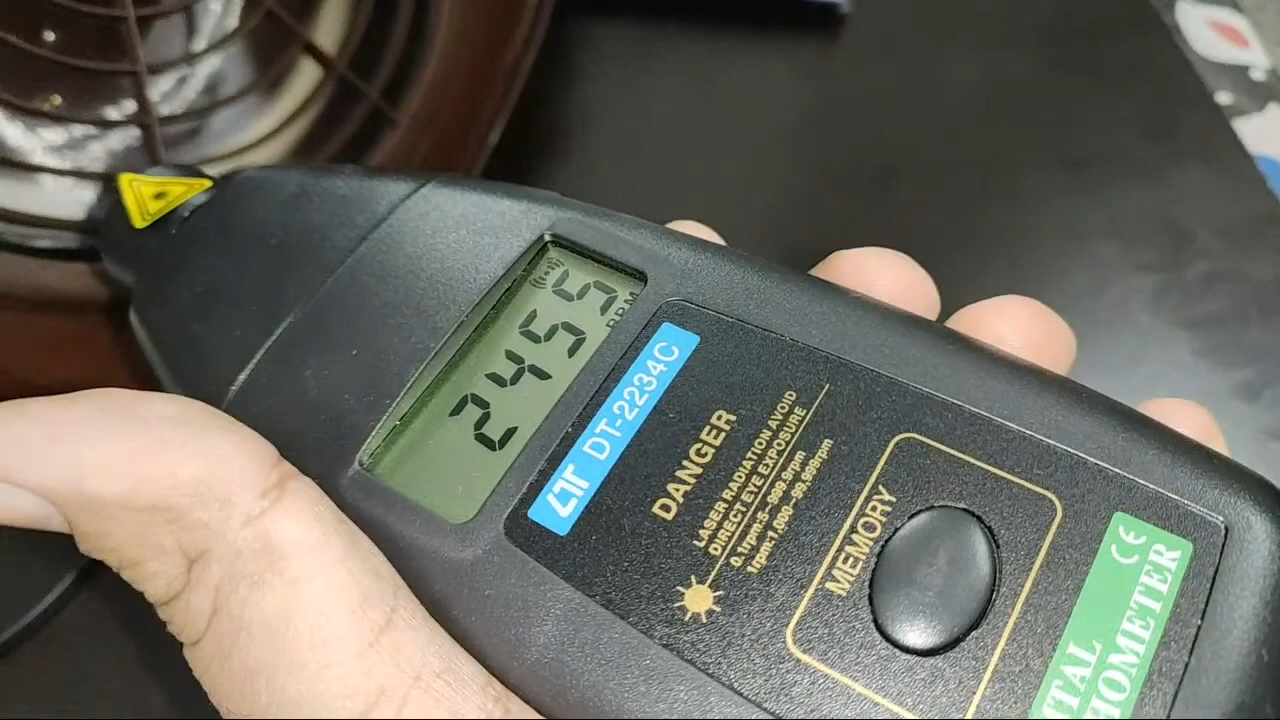 2455
RPM
DT-2234C
DANGER
LASER RADIATION AVOID
DIRECT EYE EXPOSURE
0.1rpm:5~999.9rpm
1rpm:1,000~99,999rpm
MEMORY
CE